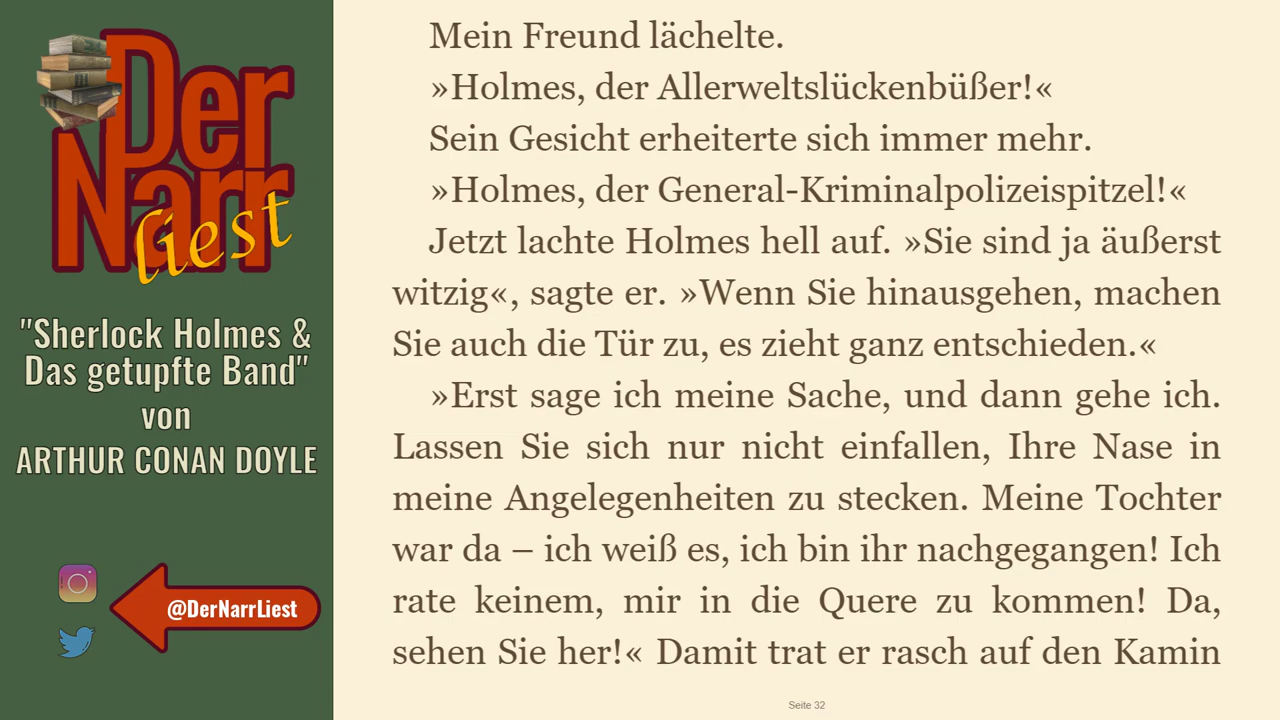 Der
Narr
liest
"Sherlock Holmes &
Das getupfte Band"
von
ARTHUR CONAN DOYLE
@DerNarrLiest
Mein Freund lächelte.
»Holmes, der Allerweltslückenbüßer!«
Sein Gesicht erheiterte sich immer mehr.
»Holmes, der General-Kriminalpolizeispitzel!«
Jetzt lachte Holmes hell auf. »Sie sind ja äußerst
witzig«, sagte er. »Wenn Sie hinausgehen, machen
Sie auch die Tür zu, es zieht ganz entschieden.«
»Erst sage ich meine Sache, und dann gehe ich.
Lassen Sie sich nur nicht einfallen, Ihre Nase in
meine Angelegenheiten zu stecken. Meine Tochter
war da – ich weiß es, ich bin ihr nachgegangen! Ich
rate keinem, mir in die Quere zu kommen! Da,
sehen Sie her!« Damit trat er rasch auf den Kamin
Seite 32